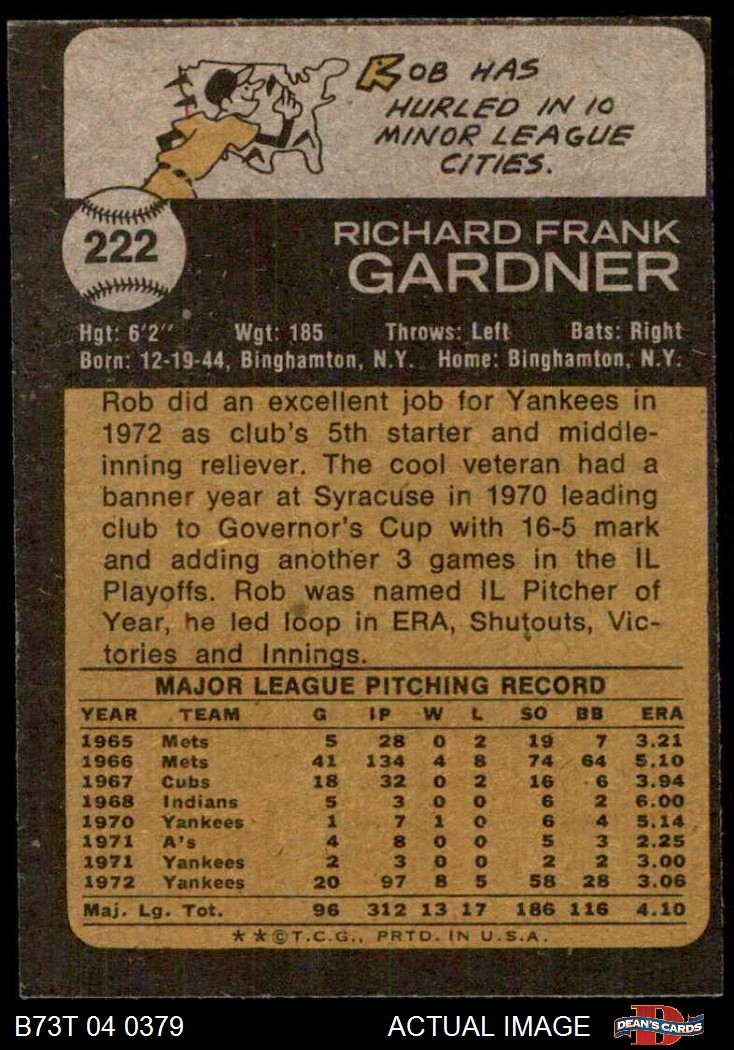 ROB HAS
HURLED IN 10
MINOR LEAGUE
CITIES.
222
RICHARD FRANK
GARDNER
Hgt: 6'2" Wgt: 185 Throws: Left Bats: Right
Born: 12-19-44, Binghamton, N.Y. Home: Binghamton, N.Y.
Rob did an excellent job for Yankees in
1972 as club's 5th starter and middle-
inning reliever. The cool veteran had a
banner year at Syracuse in 1970 leading
club to Governor's Cup with 16-5 mark
and adding another 3 games in the IL
Playoffs. Rob was named IL Pitcher of
Year, he led loop in ERA, Shutouts, Vic-
tories and Innings.
MAJOR LEAGUE PITCHING RECORD
YEAR TEAM G IP W L SO BB ERA
1965 Mets 5 28 0 2 19 7 3.21
1966 Mets 41 134 4 8 74 64 5.10
1967 Cubs 18 32 0 2 16 6 3.94
1968 Indians 5 3 0 0 6 2 6.00
1970 Yankees 1 7 1 0 6 4 5.14
1971 A's 4 8 0 0 5 3 2.25
1971 Yankees 2 3 0 0 2 2 3.00
1972 Yankees 20 97 8 5 58 28 3.06
Maj. Lg. Tot. 96 312 13 17 186 116 4.10
**©T.C.G., PRTD. IN U.S.A.
B73T 04 0379 ACTUAL IMAGE D DEAN'S CARDS